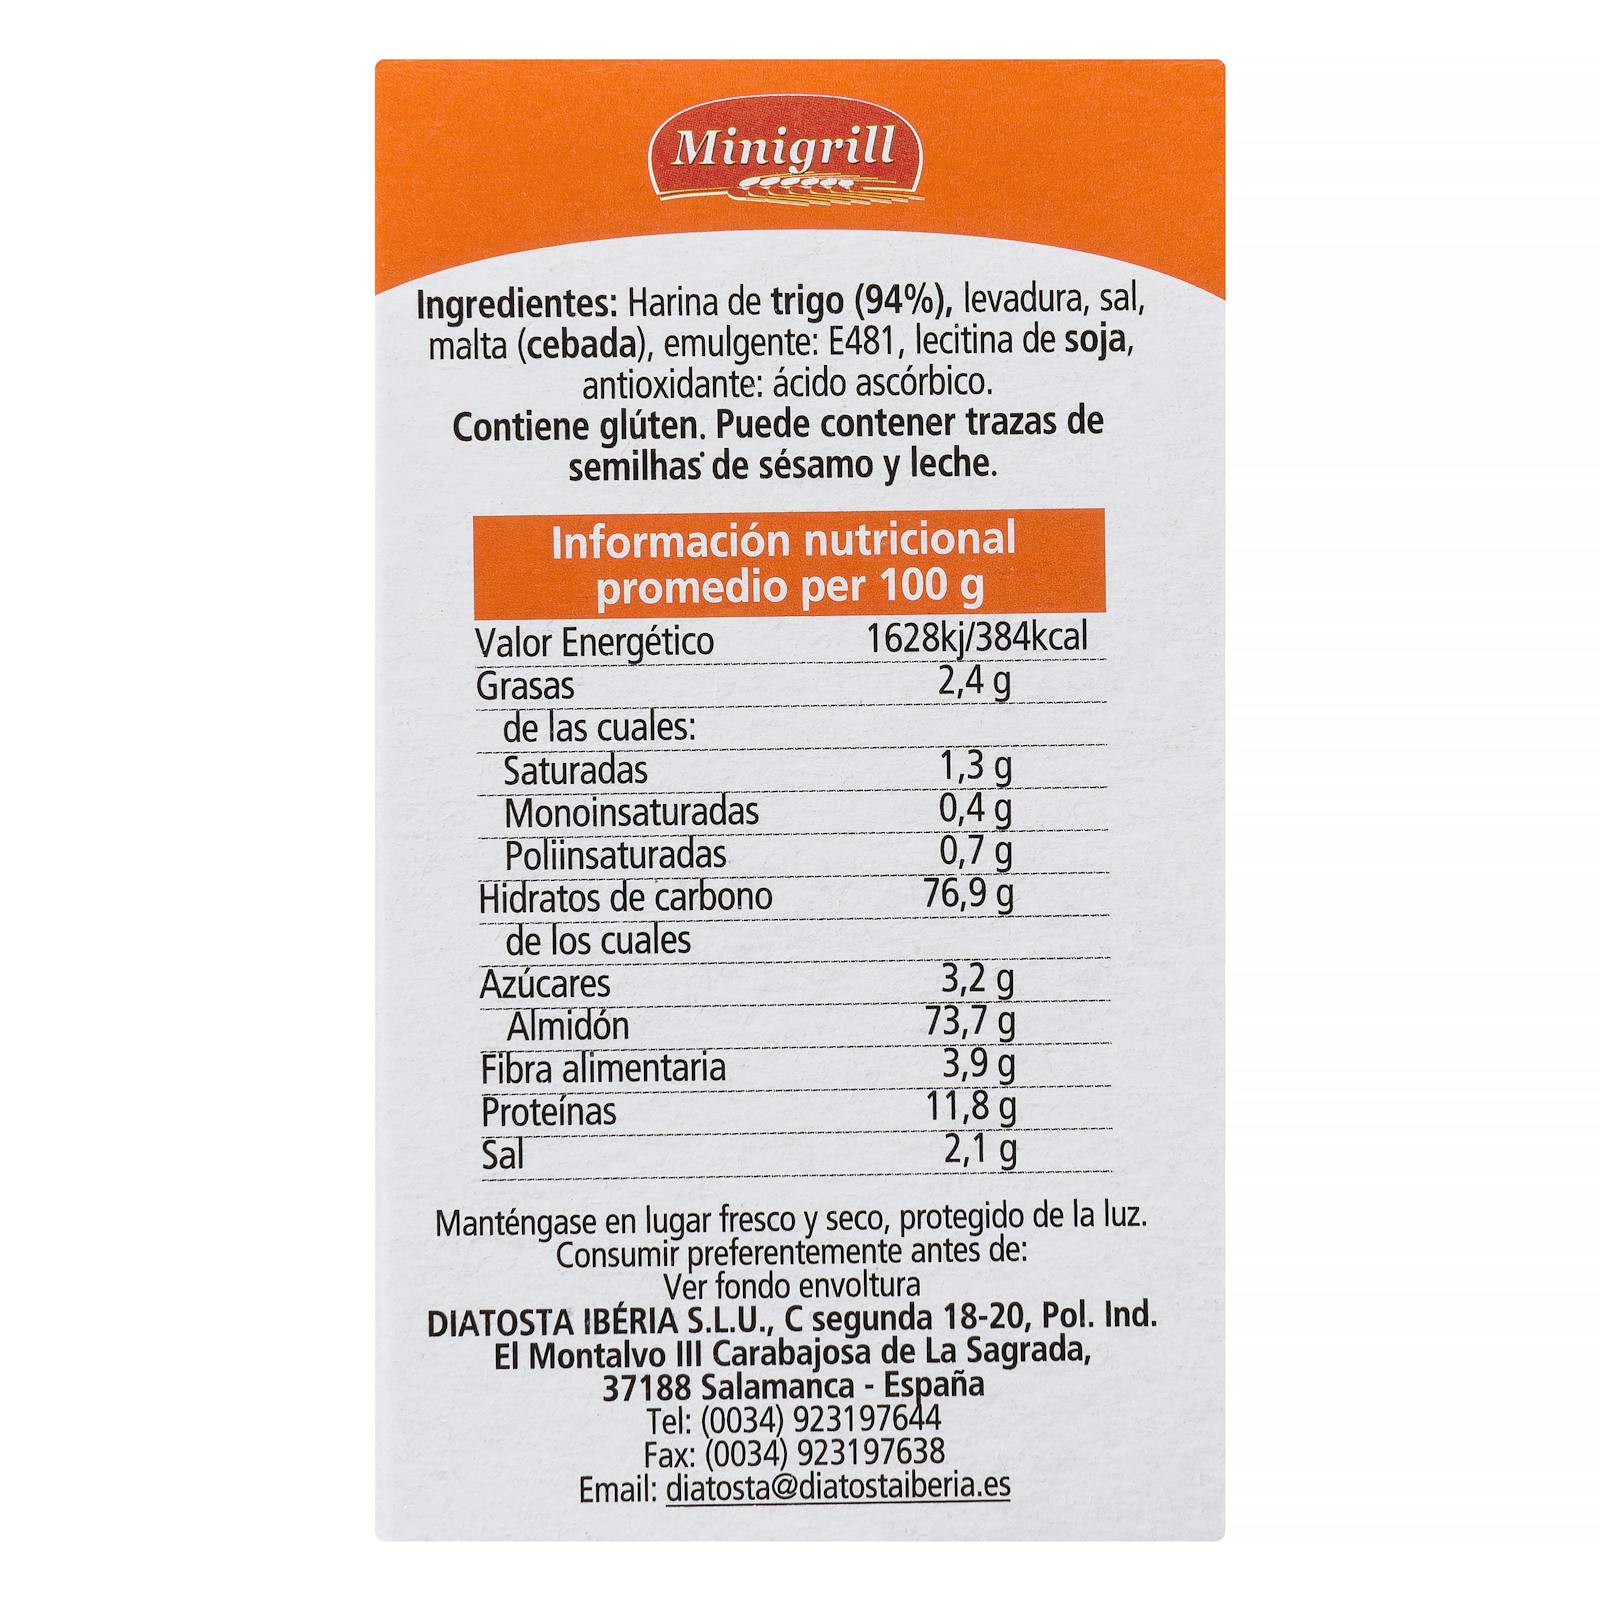 Minigrill
Ingredientes: Harina de trigo (94%), levadura, sal,
malta (cebada), emulgente: E481, lecitina de soja,
antioxidante: ácido ascórbico.
Contiene glúten. Puede contener trazas de
semilhas de sésamo y leche.
Información nutricional
promedio per 100 g
Valor Energético 1628kj/384kcal
Grasas 2,4 g
de las cuales:
Saturadas 1,3 g
Monoinsaturadas 0,4 g
Poliinsaturadas 0,7 g
Hidratos de carbono 76,9 g
de los cuales
Azúcares 3,2 g
Almidón 73,7 g
Fibra alimentaria 3,9 g
Proteínas 11,8 g
Sal 2,1 g
Manténgase en lugar fresco y seco, protegido de la luz.
Consumir preferentemente antes de:
Ver fondo envoltura
DIATOSTA IBÉRIA S.L.U., C segunda 18-20, Pol. Ind.
El Montalvo III Carabajosa de La Sagrada,
37188 Salamanca - España
Tel: (0034) 923197644
Fax: (0034) 923197638
Email: diatosta@diatostaiberia.es